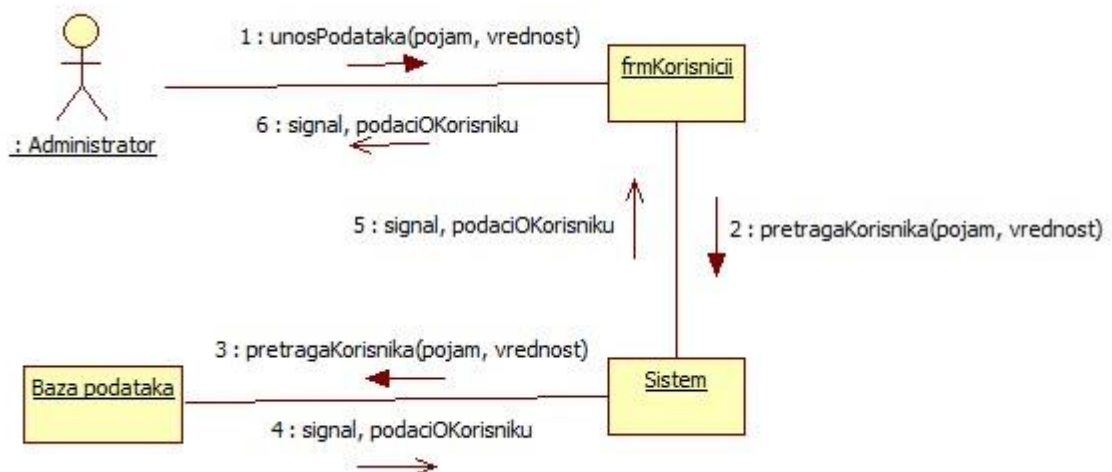 1 : unosPodataka(pojam, vrednost)
frmKorisnicii
6 : signal, podaciOKorisniku
: Administrator
5 : signal, podaciOKorisniku
2 : pretragaKorisnika(pojam, vrednost)
3 : pretragaKorisnika(pojam, vrednost)
Baza podataka
Sistem
4 : signal, podaciOKorisniku